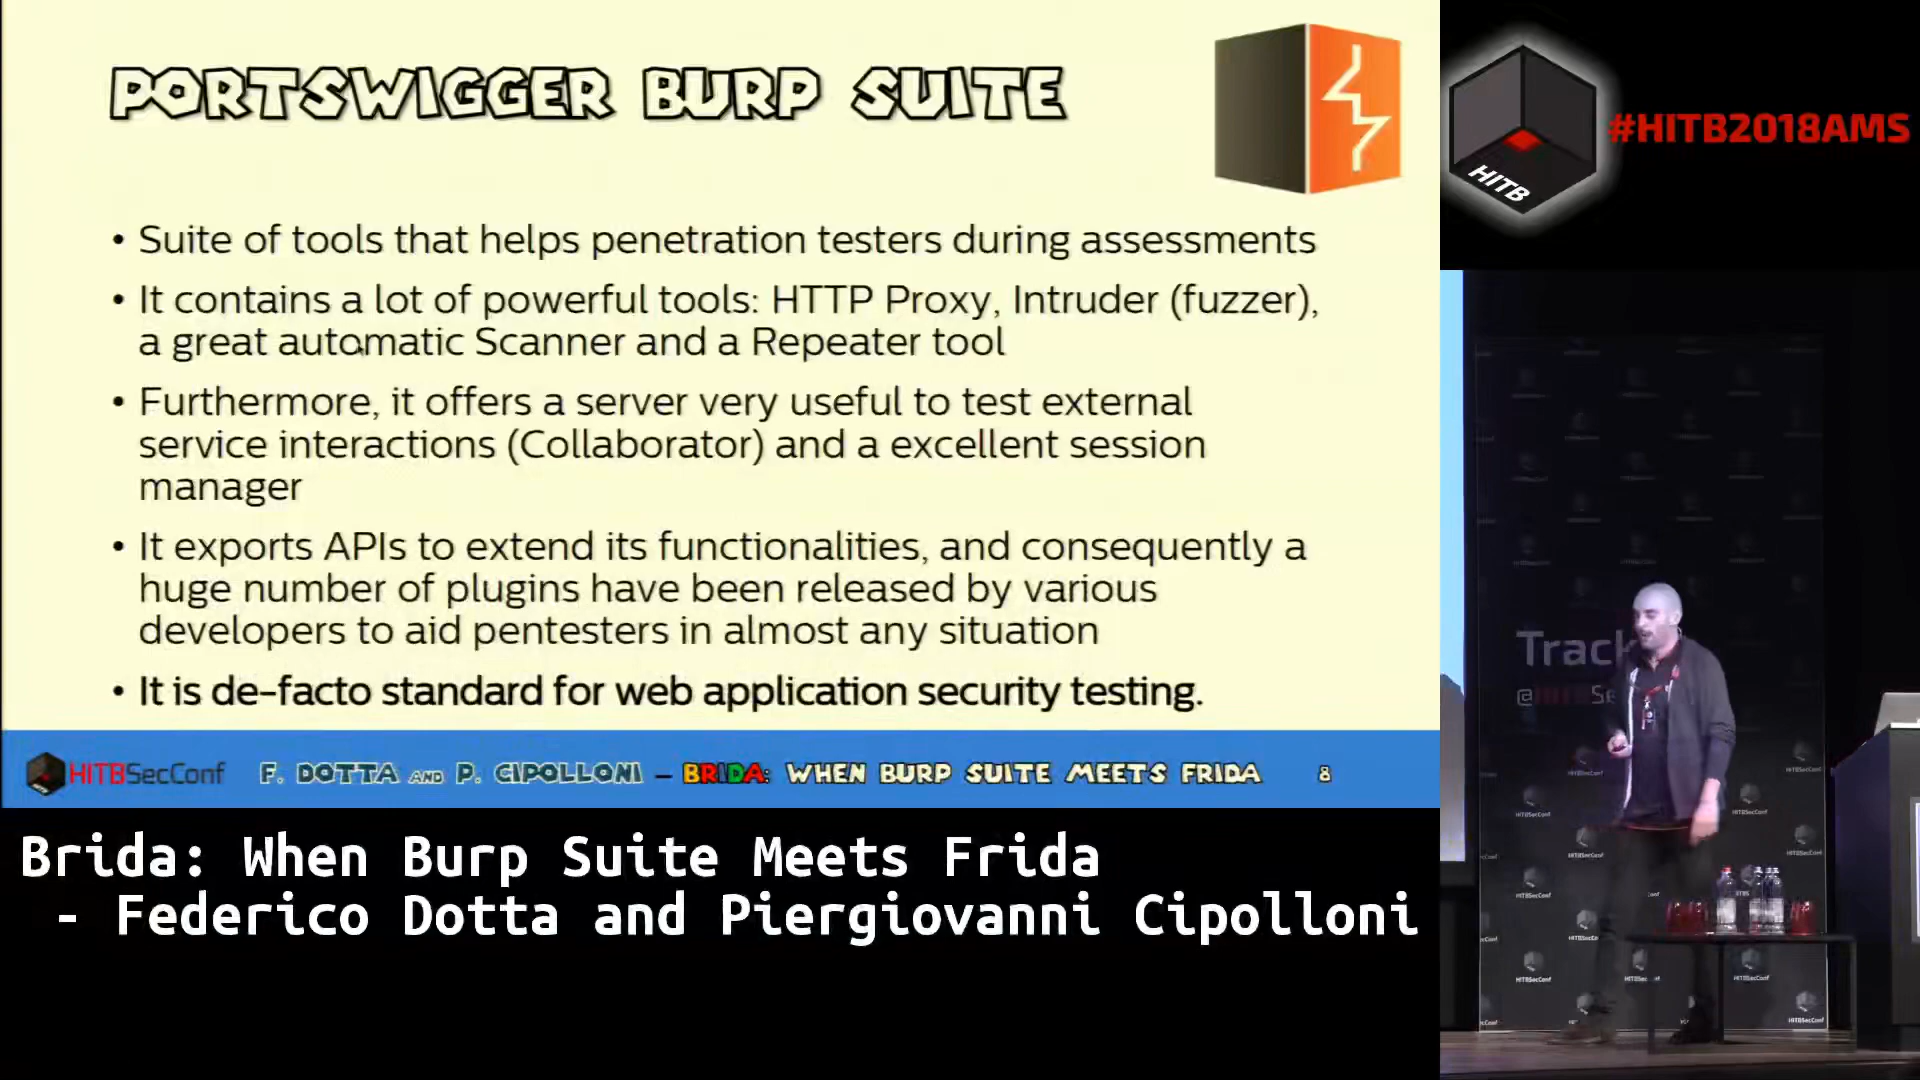 PORTSWIGGER BURP SUITE
• Suite of tools that helps penetration testers during assessments
• It contains a lot of powerful tools: HTTP Proxy, Intruder (fuzzer),
a great automatic Scanner and a Repeater tool
• Furthermore, it offers a server very useful to test external
service interactions (Collaborator) and a excellent session
manager
• It exports APIs to extend its functionalities, and consequently a
huge number of plugins have been released by various
developers to aid pentesters in almost any situation
• It is de-facto standard for web application security testing.
HITBSecConf
F. DOTTA AND P. CIPOLLONI – BRIDA: WHEN BURP SUITE MEETS FRIDA
8
Brida: When Burp Suite Meets Frida
- Federico Dotta and Piergiovanni Cipolloni
HITB
#HITB2018AMS
Track
HITBSecConf
HITBSecConf
HITBSecConf
HITBSecConf